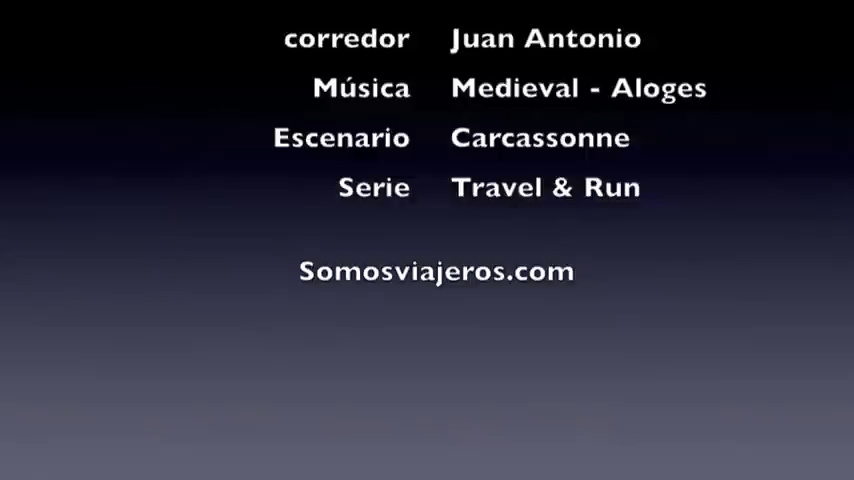 corredor Juan Antonio
Música Medieval - Aloges
Escenario Carcassonne
Serie Travel & Run
Somosviajeros.com